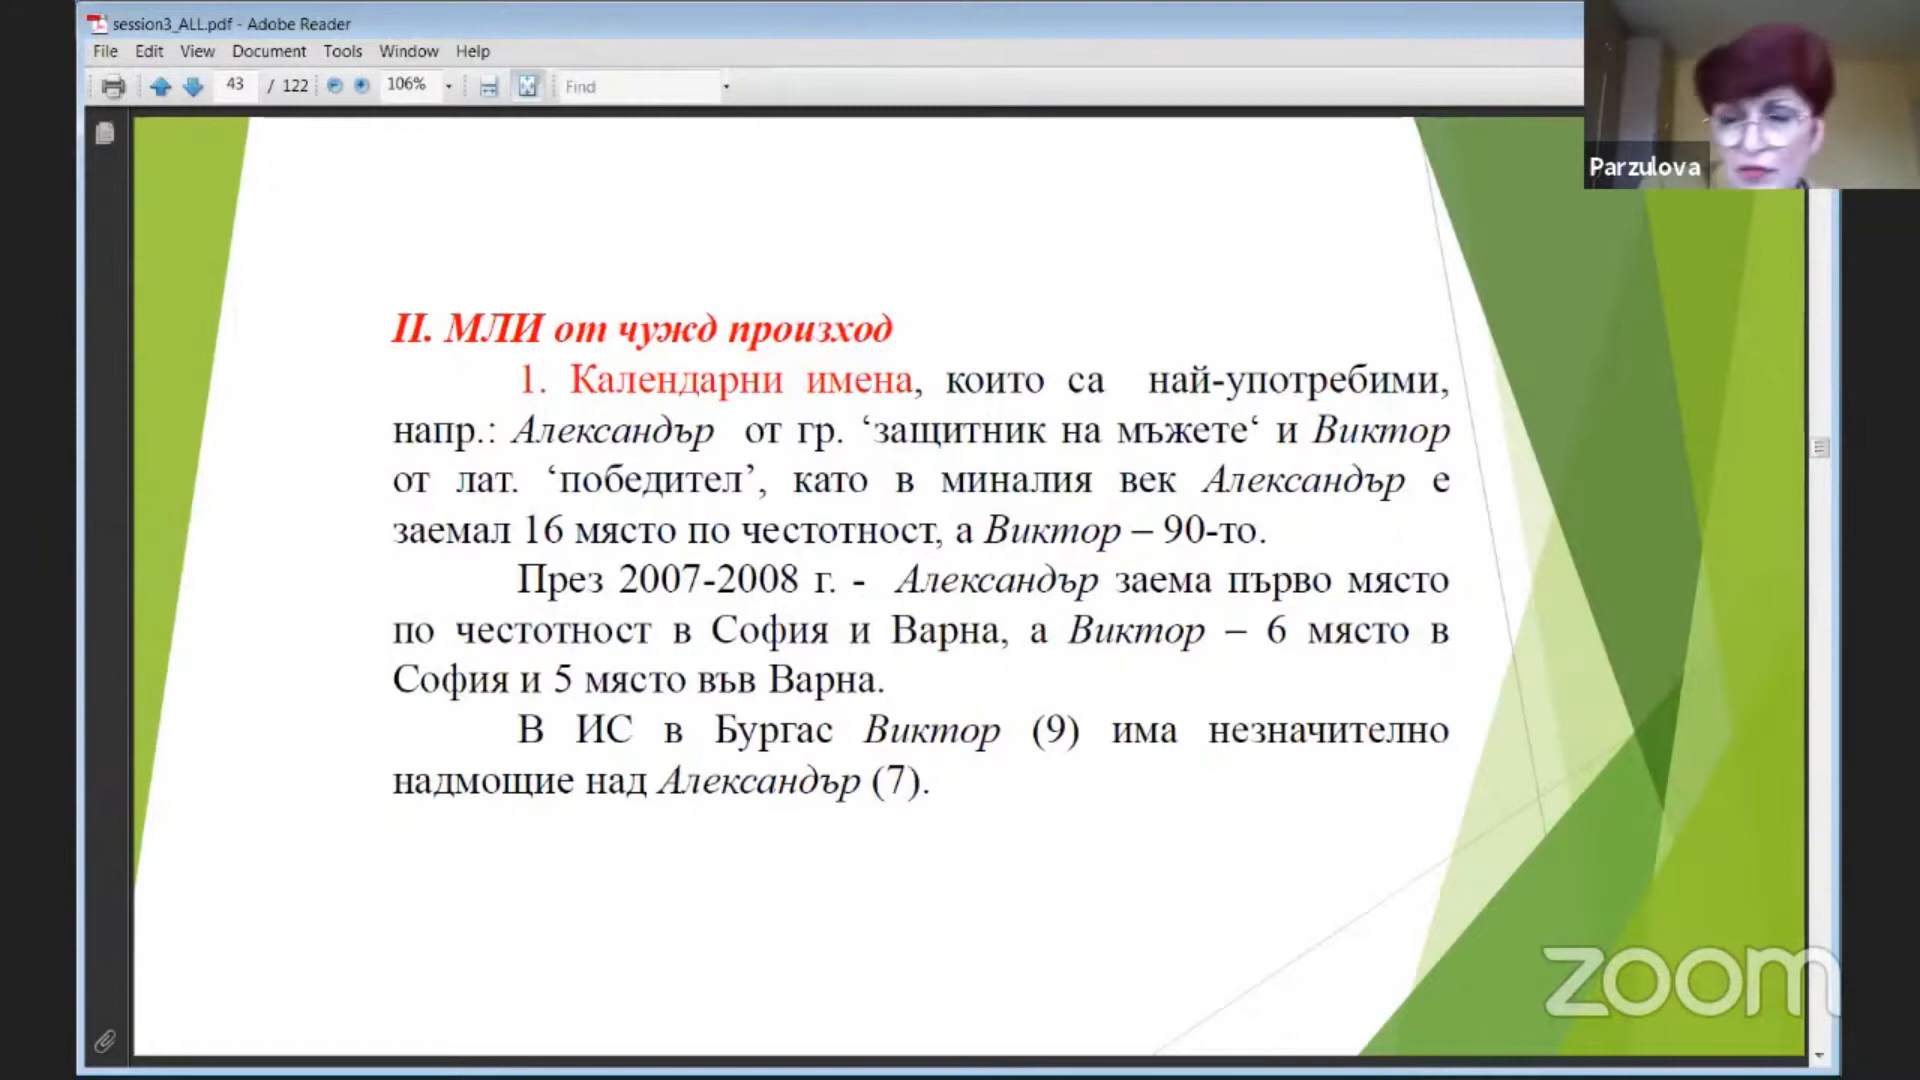 session3_ALL.pdf - Adobe Reader
File Edit View Document Tools Window Help
43 / 122 106% Find
Parzulova
II. МЛИ от чужд произход
1. Календарни имена, които са най-употребими,
напр.: Александър от гр. ‘защитник на мъжете‘ и Виктор
от лат. ‘победител’, като в миналия век Александър е
заемал 16 място по честотност, а Виктор – 90-то.
През 2007-2008 г. - Александър заема първо място
по честотност в София и Варна, а Виктор – 6 място в
София и 5 място във Варна.
В ИС в Бургас Виктор (9) има незначително
надмощие над Александър (7).
zoom